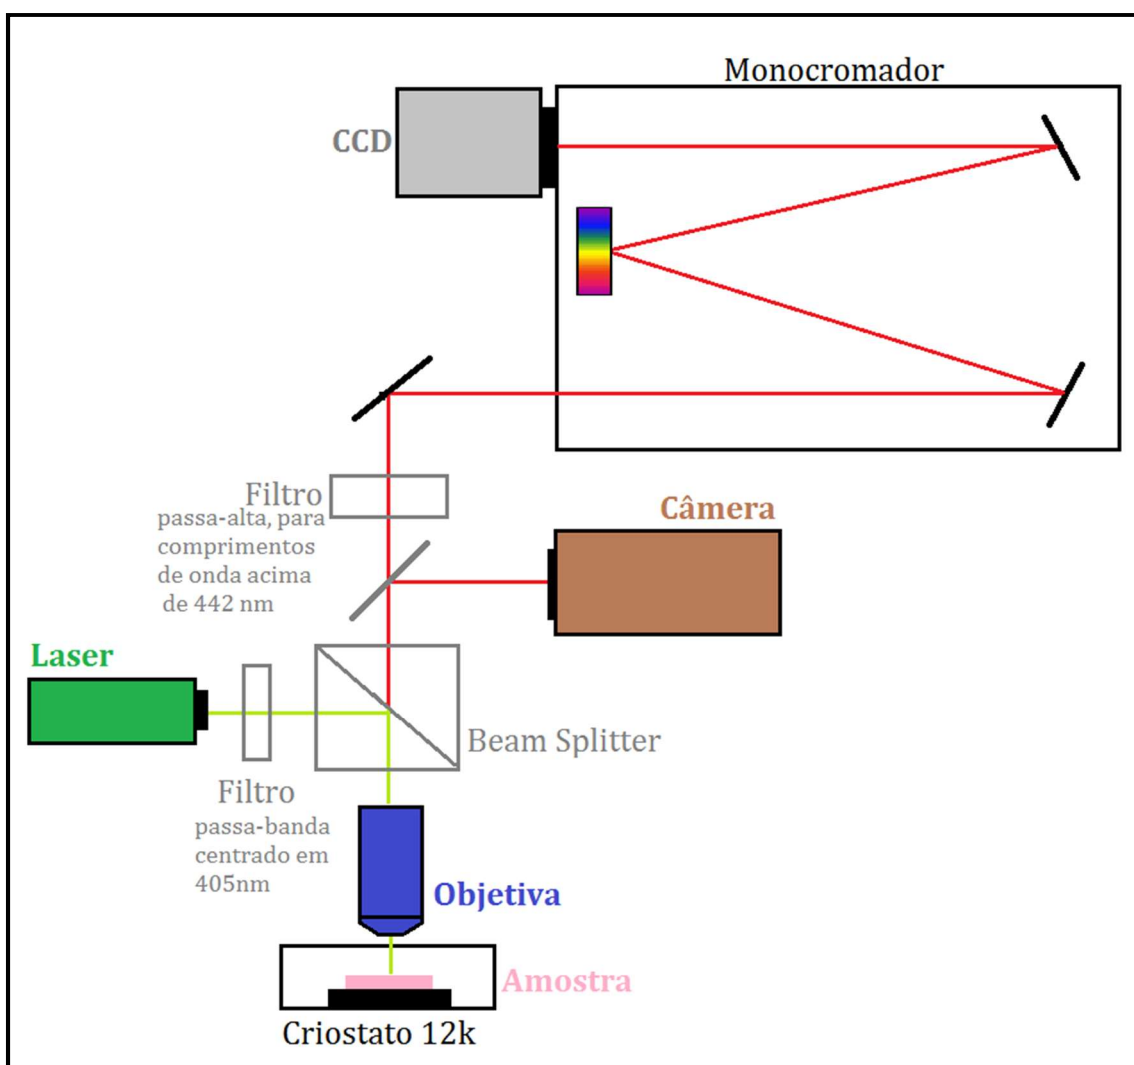 Monocromador
CCD
Filtro
passa-alta, para
comprimentos
de onda acima
de 442 nm
Câmera
Laser
Beam Splitter
Filtro
passa-banda
centrado em
405nm
Objetiva
Amostra
Criostato 12k